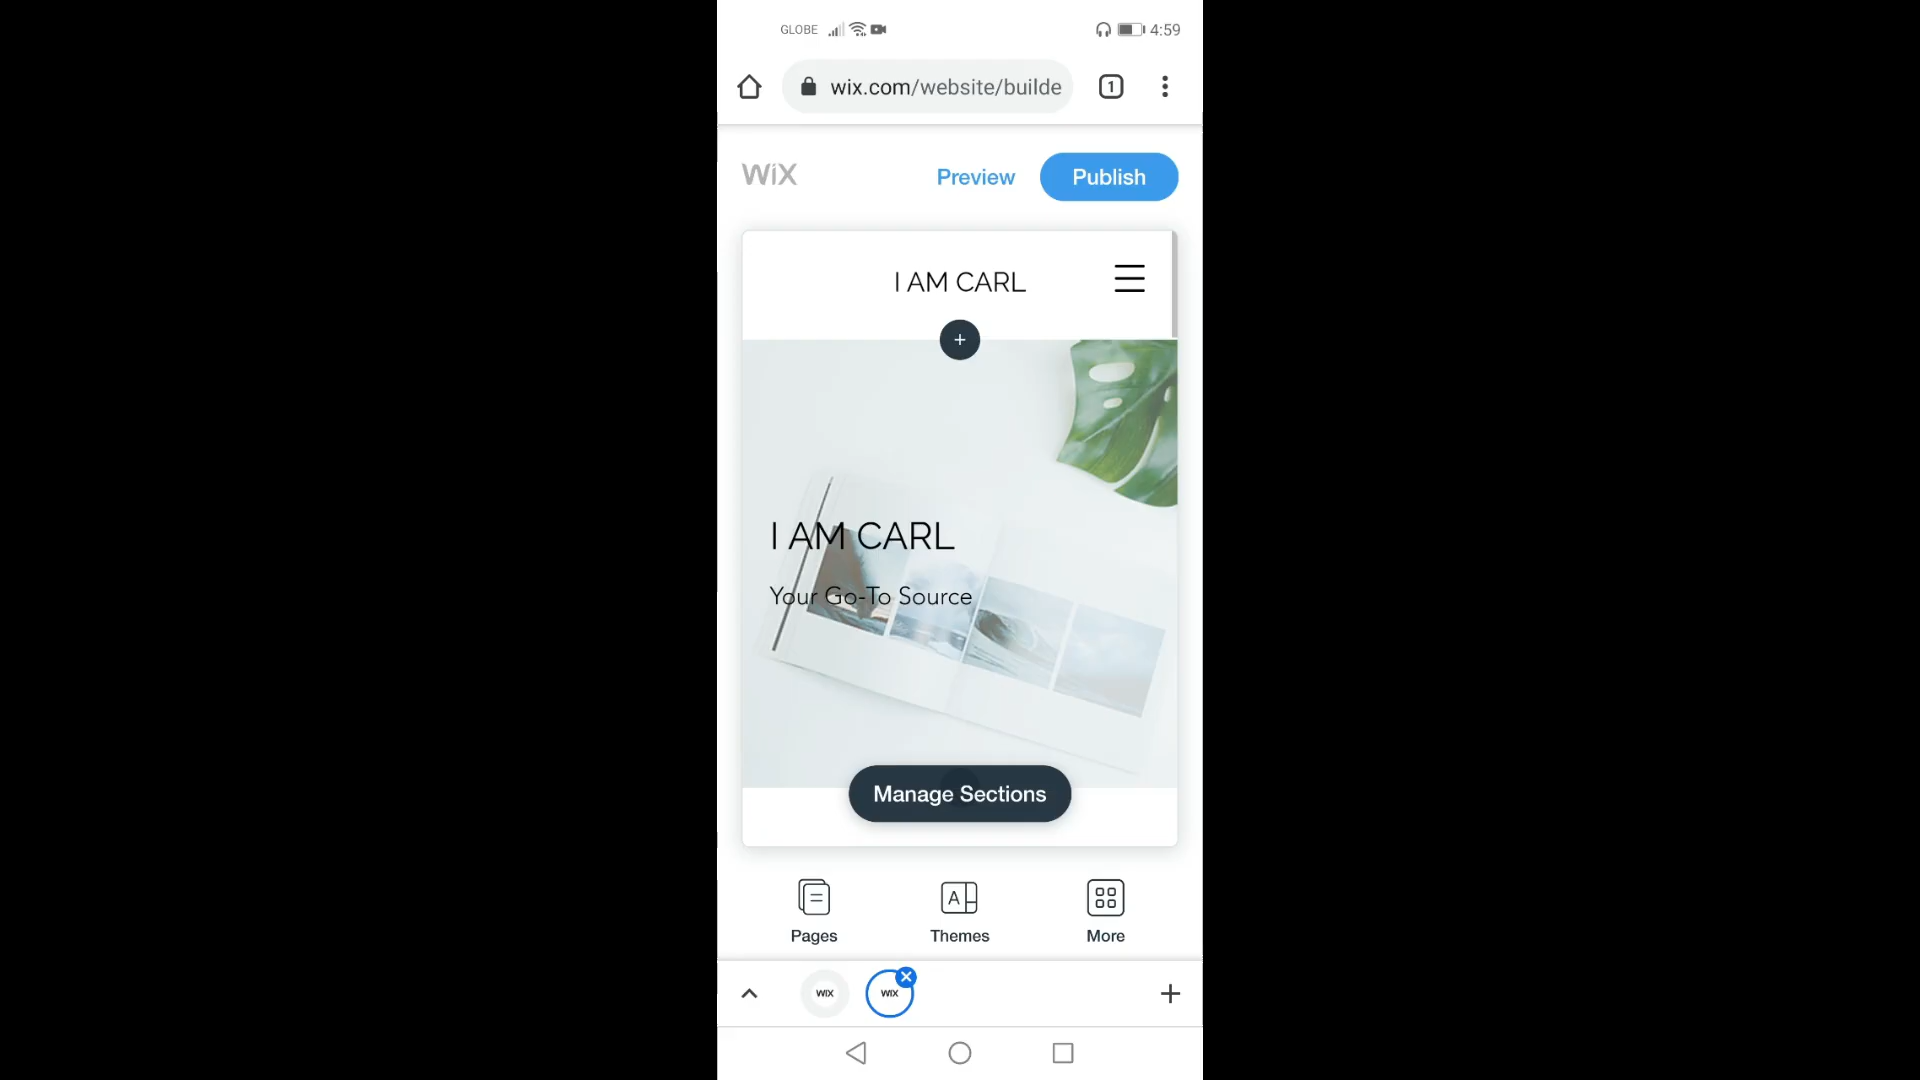 GLOBE 4:59
wix.com/website/builde 1
WiX
Preview Publish
I AM CARL
+
I AM CARL
Your Go-To Source
Manage Sections
A
Pages Themes More
WIX WIX